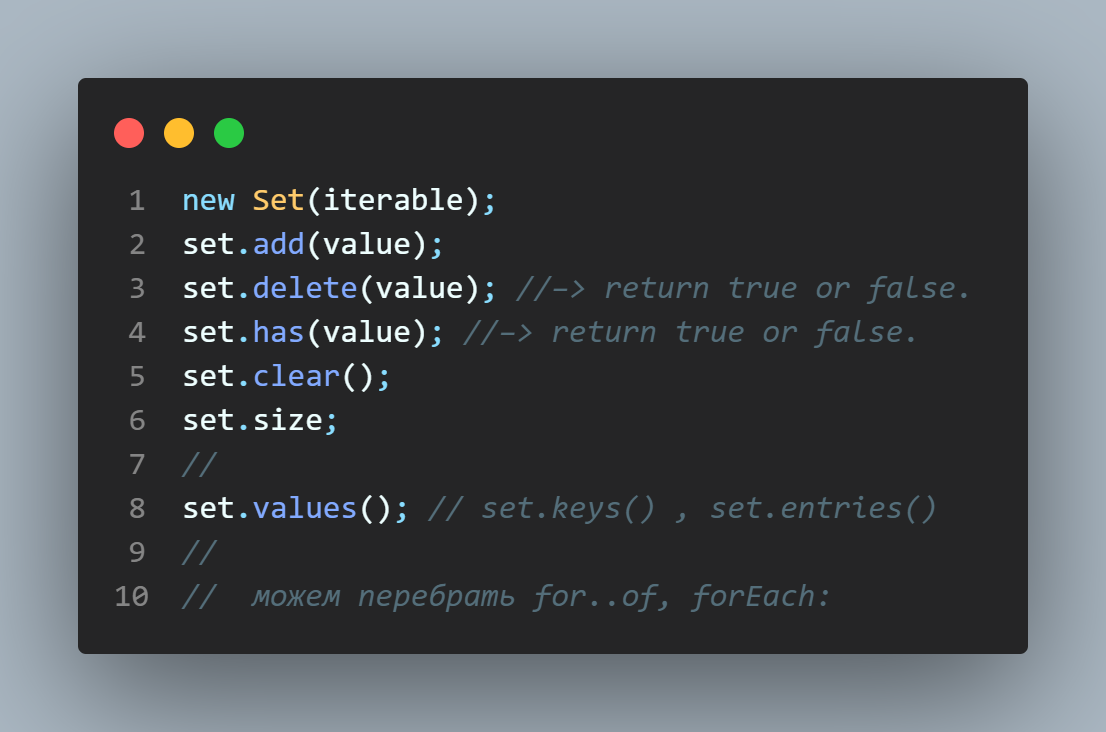 1 new Set(iterable);
2 set.add(value);
3 set.delete(value); //–> return true or false.
4 set.has(value); //–> return true or false.
5 set.clear();
6 set.size;
7 //
8 set.values(); // set.keys() , set.entries()
9 //
10 //  можем перебрать for..of, forEach: